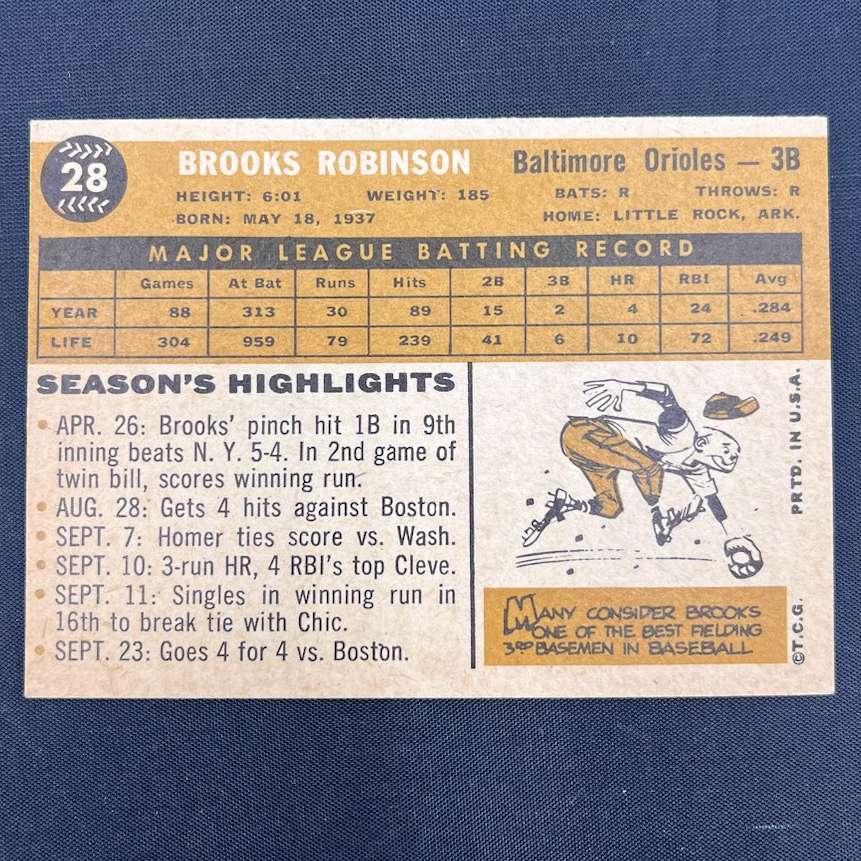 28
BROOKS ROBINSON Baltimore Orioles — 3B
HEIGHT: 6:01 WEIGHT: 185 BATS: R THROWS: R
BORN: MAY 18, 1937 HOME: LITTLE ROCK, ARK.
MAJOR LEAGUE BATTING RECORD
Games At Bat Runs Hits 2B 3B HR RBI Avg
YEAR 88 313 30 89 15 2 4 24 .284
LIFE 304 959 79 239 41 6 10 72 .249
SEASON'S HIGHLIGHTS
• APR. 26: Brooks' pinch hit 1B in 9th
inning beats N. Y. 5-4. In 2nd game of
twin bill, scores winning run.
• AUG. 28: Gets 4 hits against Boston.
• SEPT. 7: Homer ties score vs. Wash.
• SEPT. 10: 3-run HR, 4 RBI's top Cleve.
• SEPT. 11: Singles in winning run in
16th to break tie with Chic.
• SEPT. 23: Goes 4 for 4 vs. Boston.
MANY CONSIDER BROOKS
ONE OF THE BEST FIELDING
3RD BASEMEN IN BASEBALL
©T.C.G. PRTD. IN U.S.A.